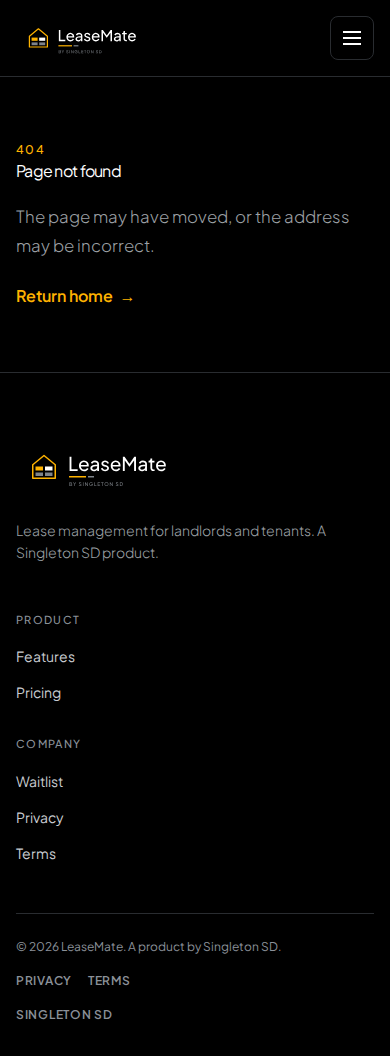 LeaseMate
BY SINGLETON SD
404
Page not found
The page may have moved, or the address
may be incorrect.
Return home →
LeaseMate
BY SINGLETON SD
Lease management for landlords and tenants. A
Singleton SD product.
PRODUCT
Features
Pricing
COMPANY
Waitlist
Privacy
Terms
© 2026 LeaseMate. A product by Singleton SD.
PRIVACY TERMS
SINGLETON SD